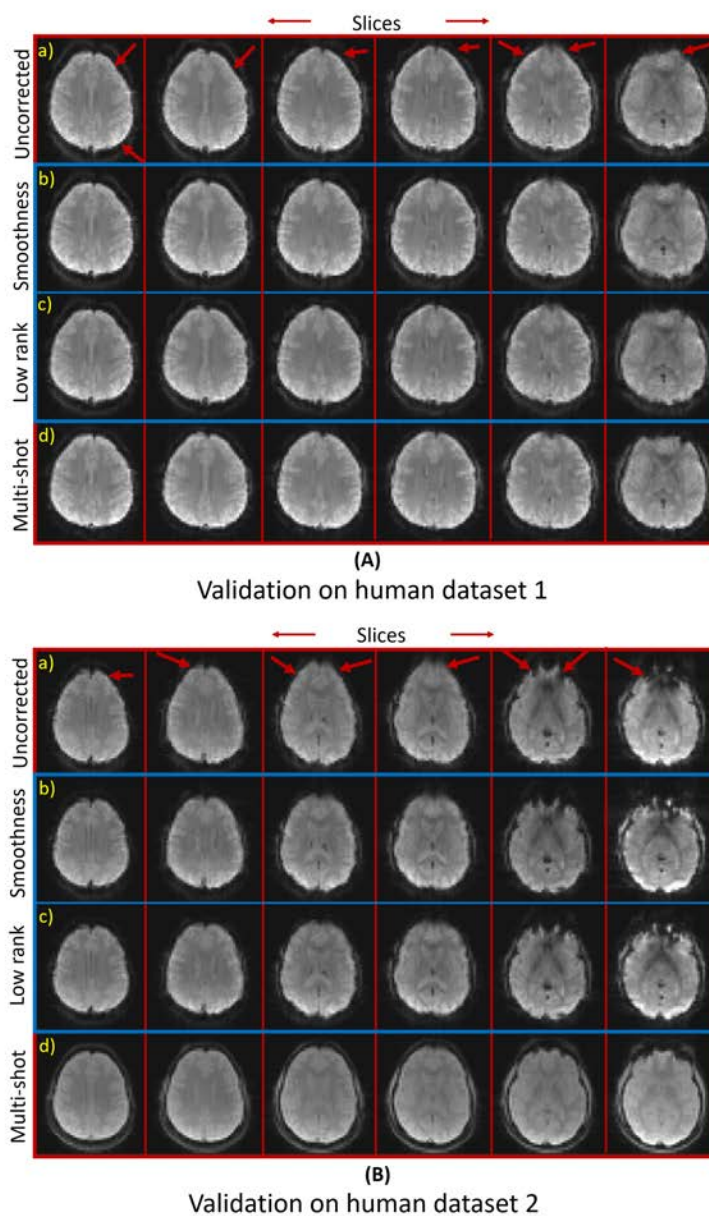 Slices
a)
Uncorrected
b)
Smoothness
c)
Low rank
d)
Multi-shot
(A)
Validation on human dataset 1
Slices
a)
Uncorrected
b)
Smoothness
c)
Low rank
d)
Multi-shot
(B)
Validation on human dataset 2